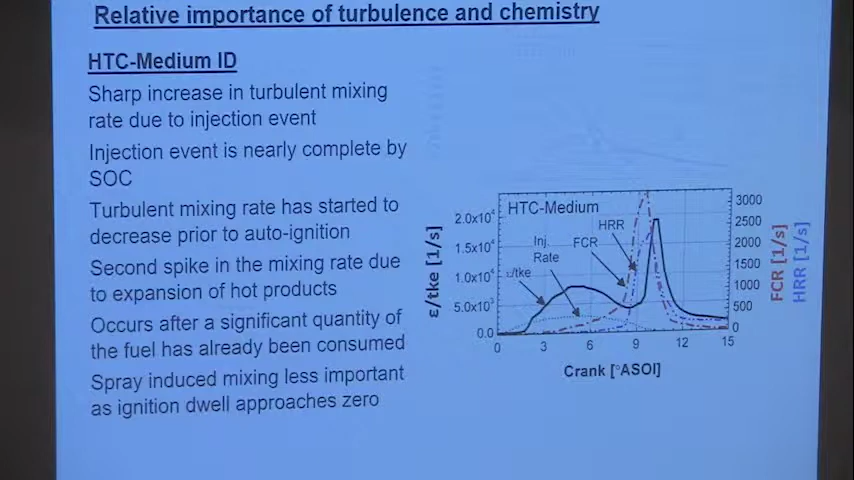 Relative importance of turbulence and chemistry
HTC-Medium ID
Sharp increase in turbulent mixing
rate due to injection event
Injection event is nearly complete by
SOC
Turbulent mixing rate has started to
decrease prior to auto-ignition
Second spike in the mixing rate due
to expansion of hot products
Occurs after a significant quantity of
the fuel has already been consumed
Spray induced mixing less important
as ignition dwell approaches zero
HTC-Medium
HRR
FCR
Inj.
Rate
ε/tke
ε/tke [1/s]
2.0x10⁴
1.5x10⁴
1.0x10⁴
5.0x10³
0.0
0 3 6 9 12 15
Crank [°ASOI]
3000
2500
2000
1500
1000
500
0
FCR [1/s]
HRR [1/s]